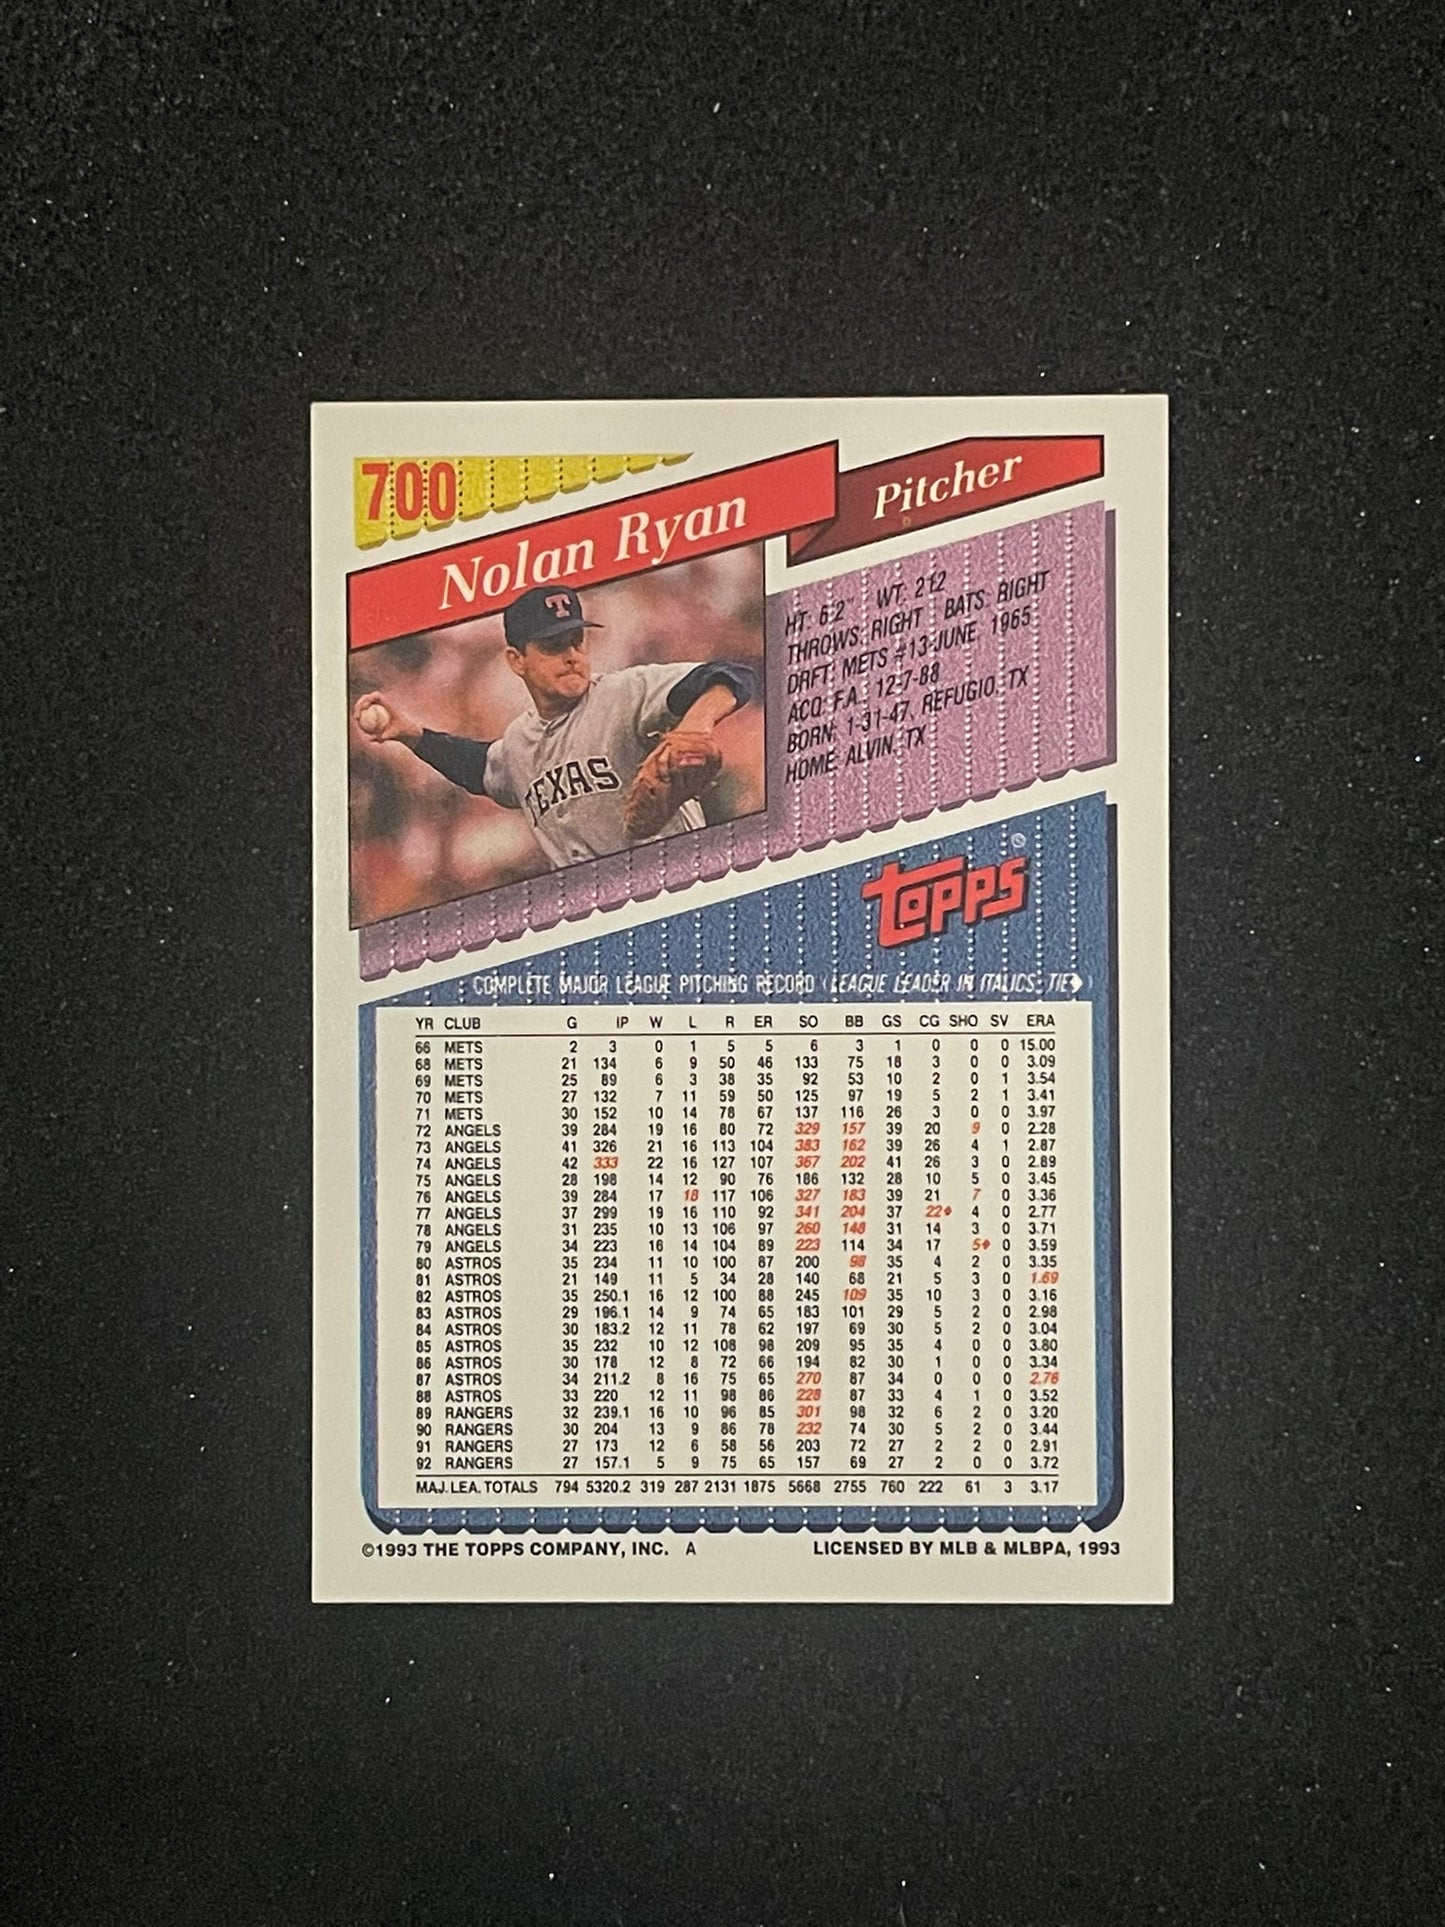 700
Nolan Ryan
Pitcher
T
TEXAS
HT: 6'2" WT: 212
THROWS: RIGHT BATS: RIGHT
DRFT: METS #13-JUNE, 1965
ACQ: F.A., 12-7-88
BORN: 1-31-47, REFUGIO, TX
HOME: ALVIN, TX
TOPPS®
COMPLETE MAJOR LEAGUE PITCHING RECORD (LEAGUE LEADER IN ITALICS, TIE♦)
YR CLUB G IP W L R ER SO BB GS CG SHO SV ERA
66 METS 2 3 0 1 5 5 6 3 1 0 0 0 15.00
68 METS 21 134 6 9 50 46 133 75 18 3 0 0 3.09
69 METS 25 89 6 3 38 35 92 53 10 2 0 1 3.54
70 METS 27 132 7 11 59 50 125 97 19 5 2 1 3.41
71 METS 30 152 10 14 78 67 137 116 26 3 0 0 3.97
72 ANGELS 39 284 19 16 80 72 329 157 39 20 9 0 2.28
73 ANGELS 41 326 21 16 113 104 383 162 39 26 4 1 2.87
74 ANGELS 42 333 22 16 127 107 367 202 41 26 3 0 2.89
75 ANGELS 28 198 14 12 90 76 186 132 28 10 5 0 3.45
76 ANGELS 39 284 17 18 117 106 327 183 39 21 7 0 3.36
77 ANGELS 37 299 19 16 110 92 341 204 37 22♦ 4 0 2.77
78 ANGELS 31 235 10 13 106 97 260 148 31 14 3 0 3.71
79 ANGELS 34 223 16 14 104 89 223 114 34 17 5♦ 0 3.59
80 ASTROS 35 234 11 10 100 87 200 98 35 4 2 0 3.35
81 ASTROS 21 149 11 5 34 28 140 68 21 5 3 0 1.69
82 ASTROS 35 250.1 16 12 100 88 245 109 35 10 3 0 3.16
83 ASTROS 29 196.1 14 9 74 65 183 101 29 5 2 0 2.98
84 ASTROS 30 183.2 12 11 78 62 197 69 30 5 2 0 3.04
85 ASTROS 35 232 10 12 108 98 209 95 35 4 0 0 3.80
86 ASTROS 30 178 12 8 72 66 194 82 30 1 0 0 3.34
87 ASTROS 34 211.2 8 16 75 65 270 87 34 0 0 0 2.76
88 ASTROS 33 220 12 11 98 86 228 87 33 4 1 0 3.52
89 RANGERS 32 239.1 16 10 96 85 301 98 32 6 2 0 3.20
90 RANGERS 30 204 13 9 86 78 232 74 30 5 2 0 3.44
91 RANGERS 27 173 12 6 58 56 203 72 27 2 2 0 2.91
92 RANGERS 27 157.1 5 9 75 65 157 69 27 2 0 0 3.72
MAJ. LEA. TOTALS 794 5320.2 319 287 2131 1875 5668 2755 760 222 61 3 3.17
©1993 THE TOPPS COMPANY, INC. A LICENSED BY MLB & MLBPA, 1993